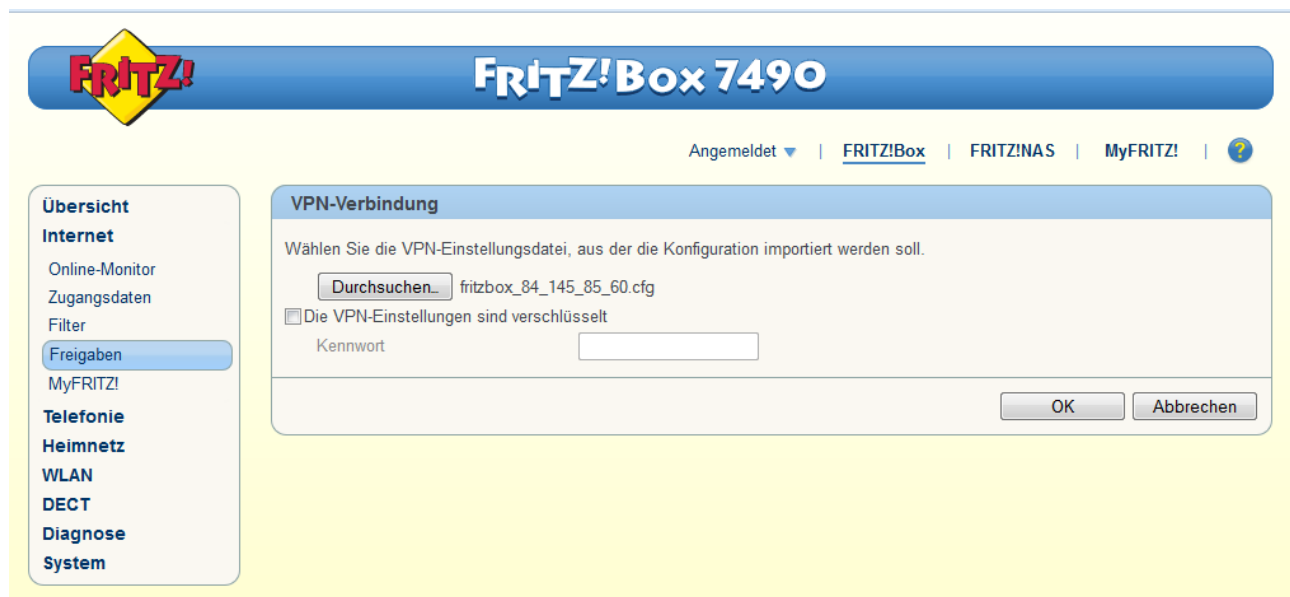 FRITZ!
FRITZ!Box 7490
Angemeldet | FRITZ!Box | FRITZ!NAS | MyFRITZ! | ?
Übersicht
Internet
Online-Monitor
Zugangsdaten
Filter
Freigaben
MyFRITZ!
Telefonie
Heimnetz
WLAN
DECT
Diagnose
System
VPN-Verbindung
Wählen Sie die VPN-Einstellungsdatei, aus der die Konfiguration importiert werden soll.
Durchsuchen... fritzbox_84_145_85_60.cfg
Die VPN-Einstellungen sind verschlüsselt
Kennwort
OK Abbrechen